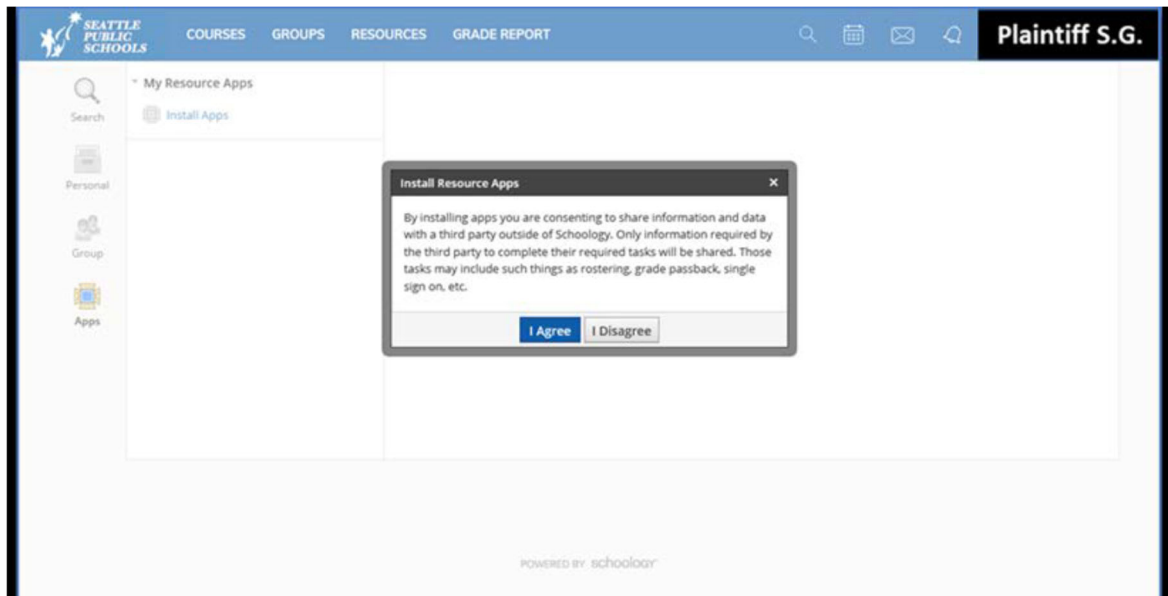 SEATTLE
PUBLIC
SCHOOLS
COURSES GROUPS RESOURCES GRADE REPORT
Plaintiff S.G.
Search
Personal
Group
Apps
My Resource Apps
Install Apps
Install Resource Apps ×
By installing apps you are consenting to share information and data
with a third party outside of Schoology. Only information required by
the third party to complete their required tasks will be shared. Those
tasks may include such things as rostering, grade passback, single
sign on, etc.
I Agree I Disagree
POWERED BY schoology